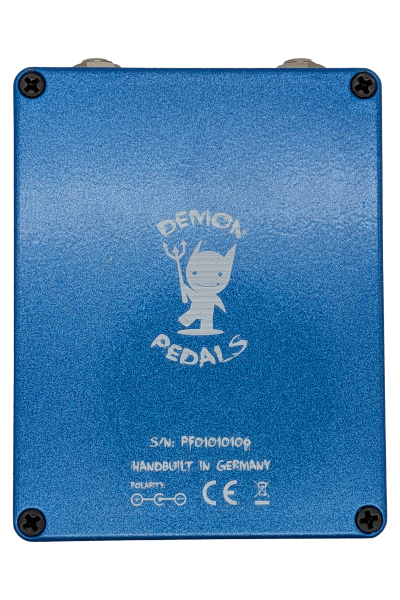 DEMON
PEDALS
S/N: PF01010106
HANDBUILT IN GERMANY
POLARITY:
CE